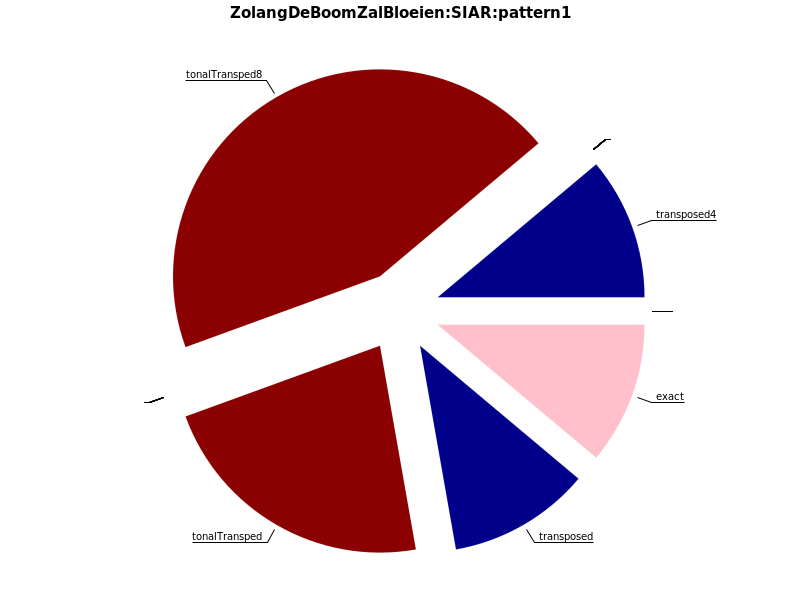 ZolangDeBoomZalBloeien:SIAR:pattern1
tonalTransped8
transposed4
exact
tonalTransped
transposed